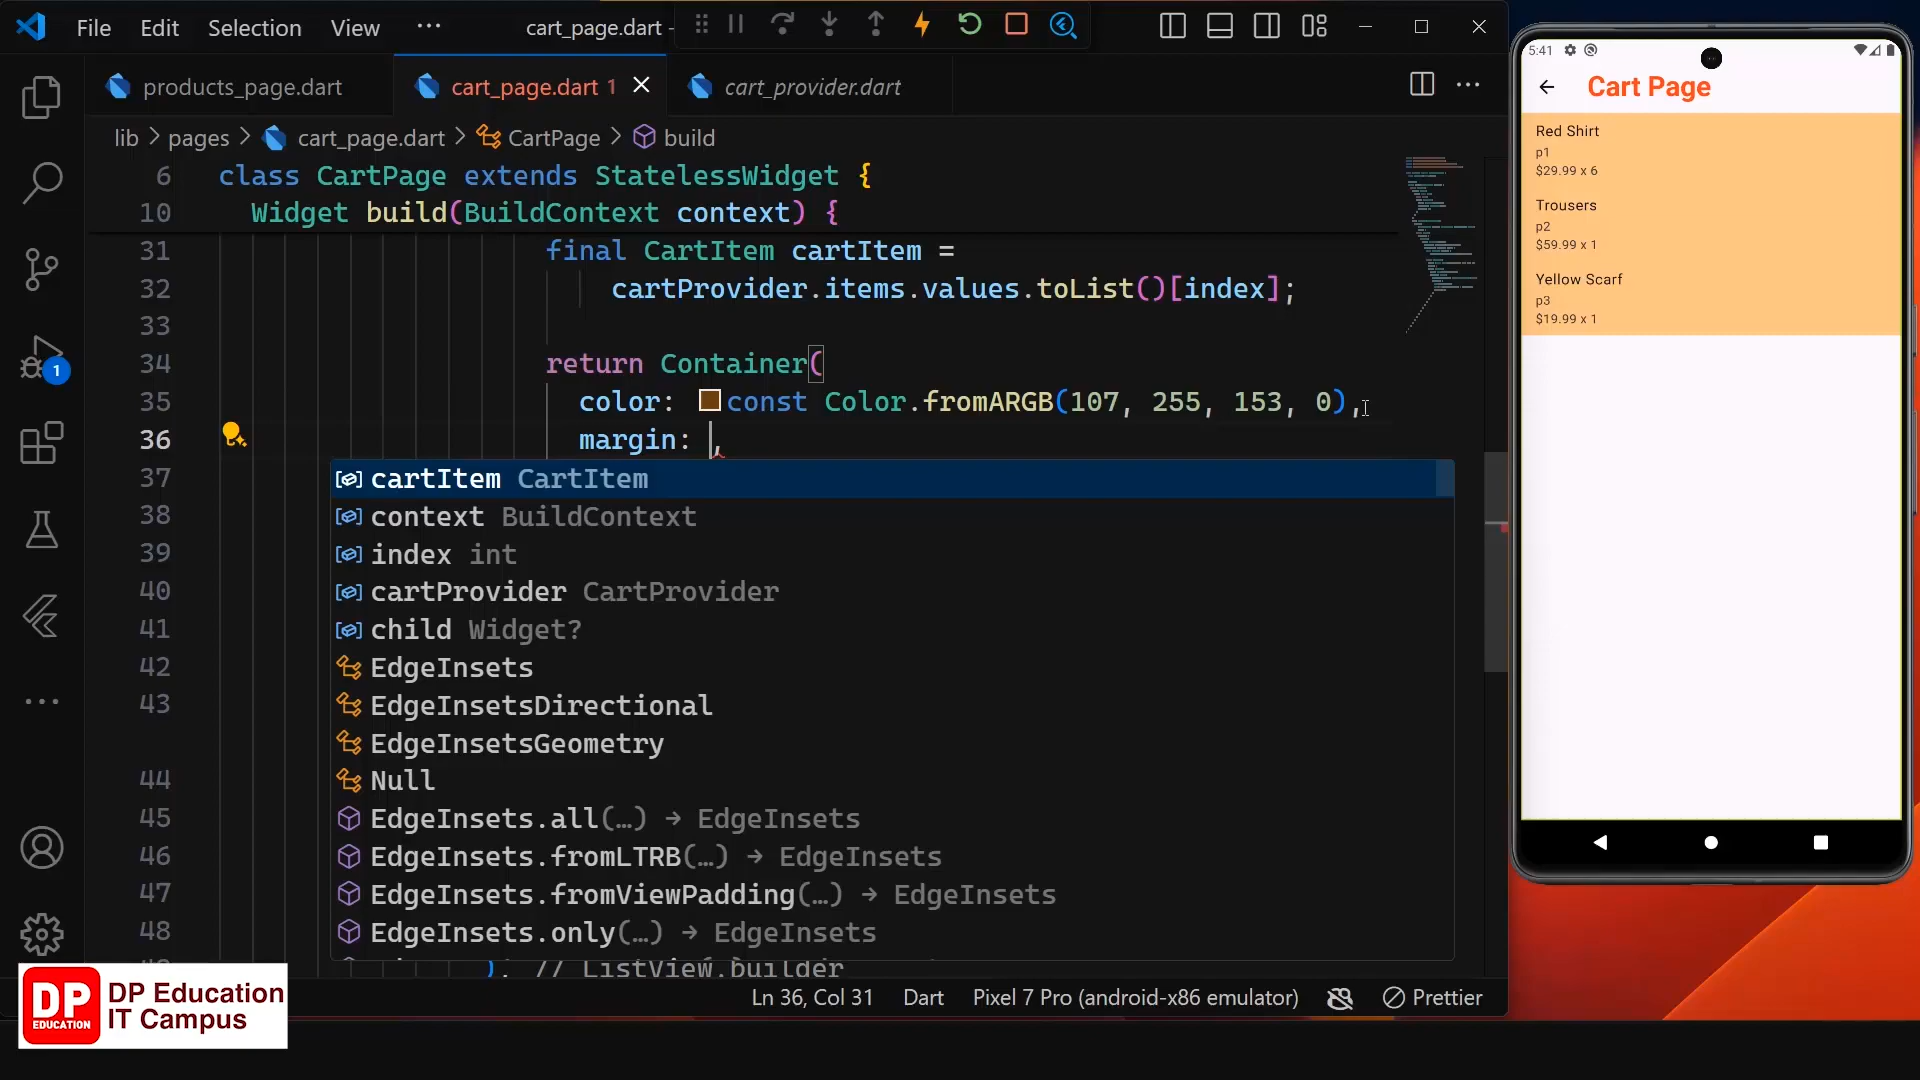 File Edit Selection View ··· cart_page.dart -
products_page.dart cart_page.dart 1 cart_provider.dart
lib > pages > cart_page.dart > CartPage > build
6 class CartPage extends StatelessWidget {
10 Widget build(BuildContext context) {
31 final CartItem cartItem =
32 cartProvider.items.values.toList()[index];
33
34 return Container(
35 color: const Color.fromARGB(107, 255, 153, 0),
36 margin: ,
37 cartItem CartItem
38 context BuildContext
39 index int
40 cartProvider CartProvider
41 child Widget?
42 EdgeInsets
43 EdgeInsetsDirectional
EdgeInsetsGeometry
44 Null
45 EdgeInsets.all(…) → EdgeInsets
46 EdgeInsets.fromLTRB(…) → EdgeInsets
47 EdgeInsets.fromViewPadding(…) → EdgeInsets
48 EdgeInsets.only(…) → EdgeInsets
); // ListView.builder
1
Ln 36, Col 31 Dart Pixel 7 Pro (android-x86 emulator) Prettier
DP EDUCATION
DP Education
IT Campus
5:41
Cart Page
Red Shirt
p1
$29.99 x 6
Trousers
p2
$59.99 x 1
Yellow Scarf
p3
$19.99 x 1